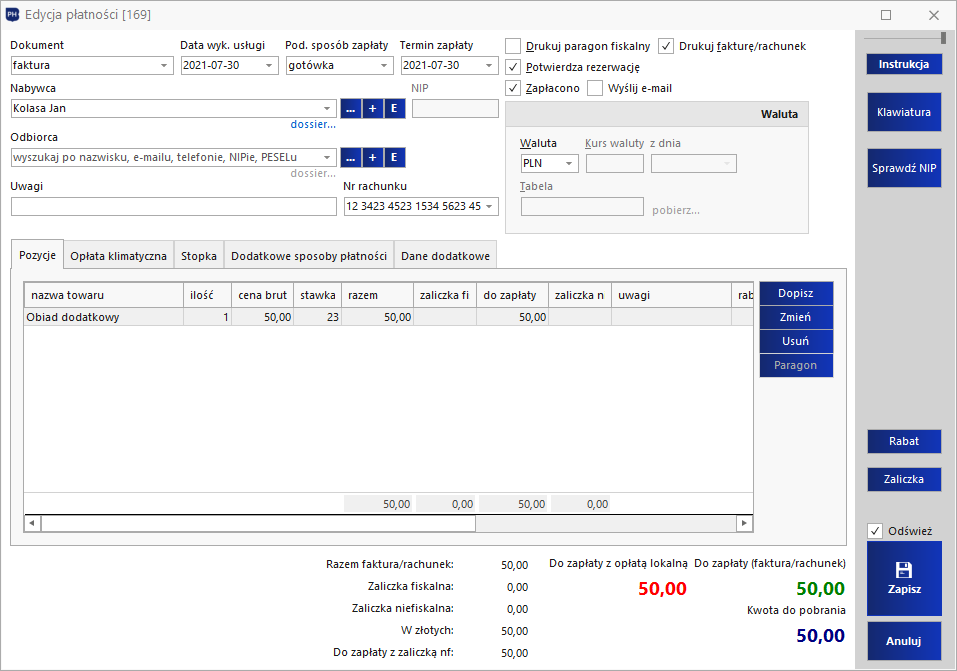 PH
Edycja płatności [169]
Dokument
Data wyk. usługi
Pod. sposób zapłaty
Termin zapłaty
faktura
2021-07-30
gotówka
2021-07-30
Drukuj paragon fiskalny
Drukuj fakturę/rachunek
Potwierdza rezerwację
Zapłacono
Wyślij e-mail
Nabywca
NIP
Kolasa Jan
...
+
E
dossier...
Odbiorca
wyszukaj po nazwisku, e-mailu, telefonie, NIPie, PESELu
...
+
E
dossier...
Uwagi
Nr rachunku
12 3423 4523 1534 5623 45
Waluta
Waluta
Kurs waluty
z dnia
PLN
Tabela
pobierz...
Instrukcja
Klawiatura
Sprawdź NIP
Pozycje
Opłata klimatyczna
Stopka
Dodatkowe sposoby płatności
Dane dodatkowe
nazwa towaru
ilość
cena brut
stawka
razem
zaliczka fi
do zapłaty
zaliczka n
uwagi
rab
Obiad dodatkowy
1
50,00
23
50,00
50,00
50,00
0,00
50,00
0,00
Dopisz
Zmień
Usuń
Paragon
Rabat
Zaliczka
Odśwież
Zapisz
Anuluj
Razem faktura/rachunek: 50,00
Zaliczka fiskalna: 0,00
Zaliczka niefiskalna: 0,00
W złotych: 50,00
Do zapłaty z zaliczką nf: 50,00
Do zapłaty z opłatą lokalną
50,00
Do zapłaty (faktura/rachunek)
50,00
Kwota do pobrania
50,00